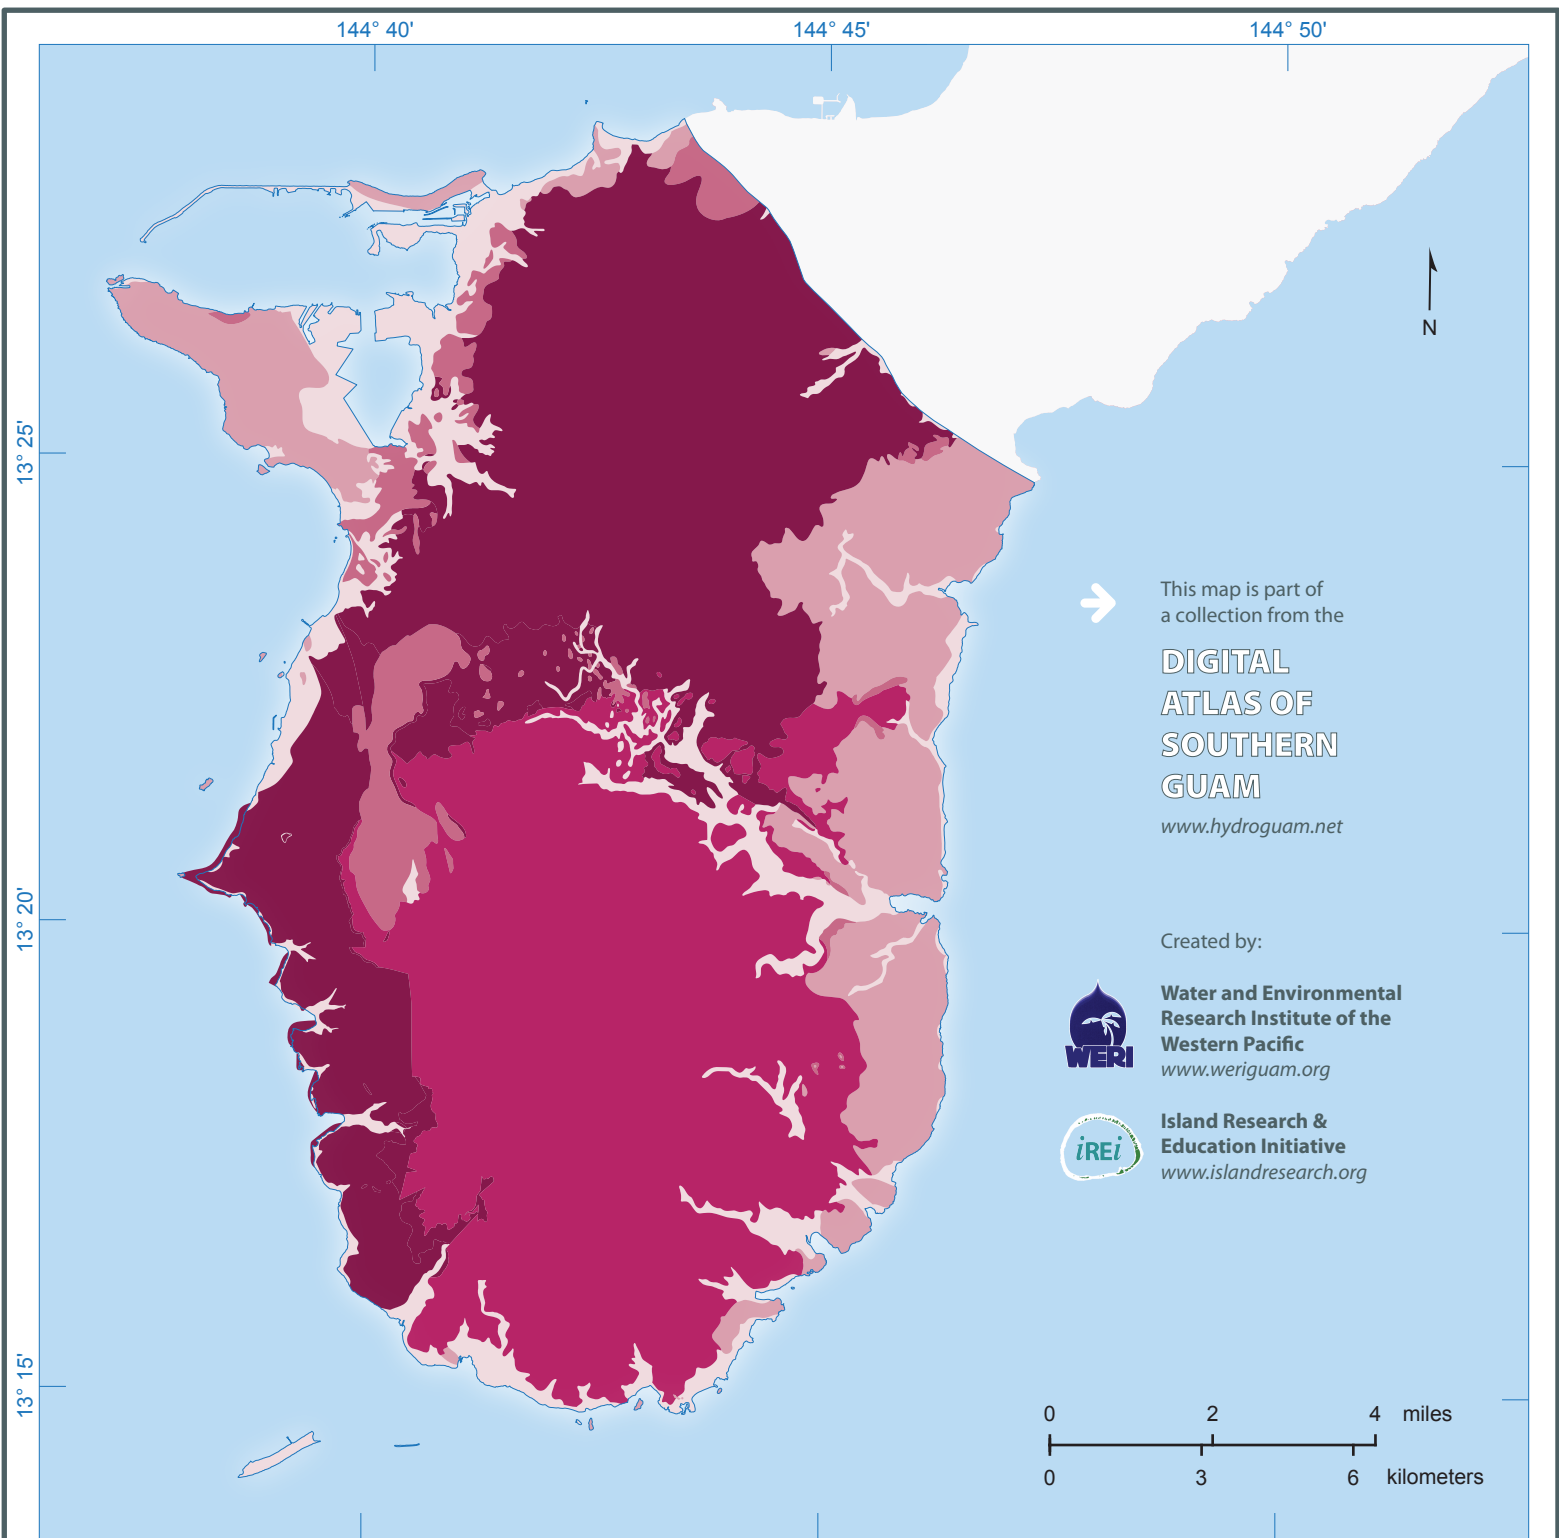 144° 40'
144° 45'
144° 50'
N
13° 25'
13° 20'
13° 15'
This map is part of
a collection from the
DIGITAL
ATLAS OF
SOUTHERN
GUAM
www.hydroguam.net
Created by:
WERI
Water and Environmental
Research Institute of the
Western Pacific
www.weriguam.org
iREi
Island Research &
Education Initiative
www.islandresearch.org
0 2 4 miles
0 3 6 kilometers